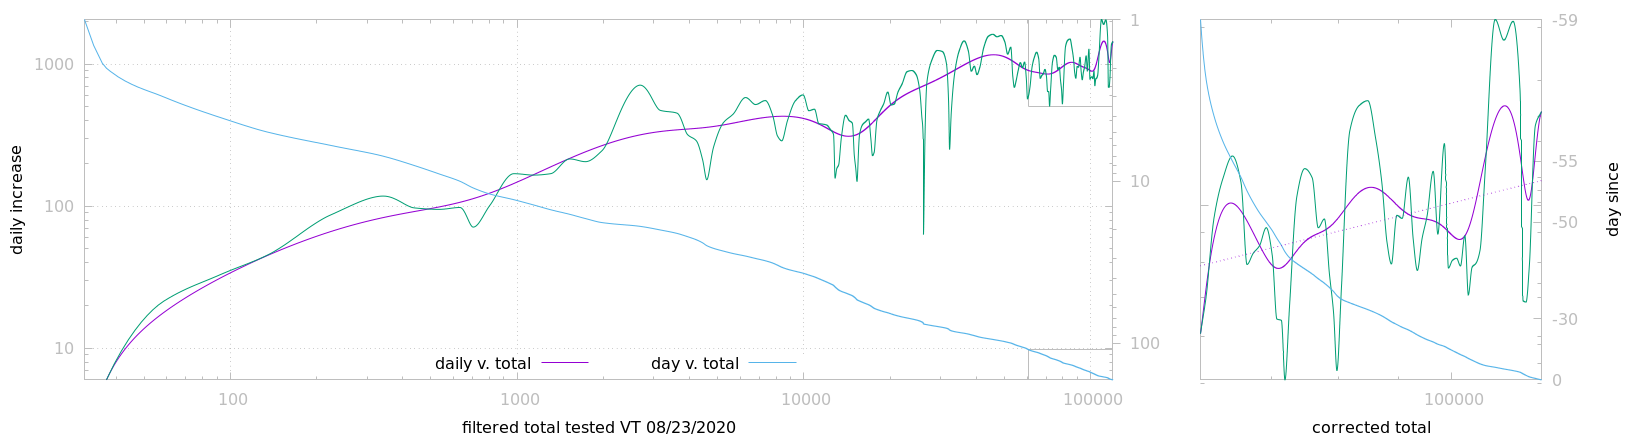 daily increase
1000
100
10
100
1000
10000
100000
1
10
100
daily v. total
day v. total
filtered total tested VT 08/23/2020
-59
-55
-50
-30
0
day since
100000
corrected total